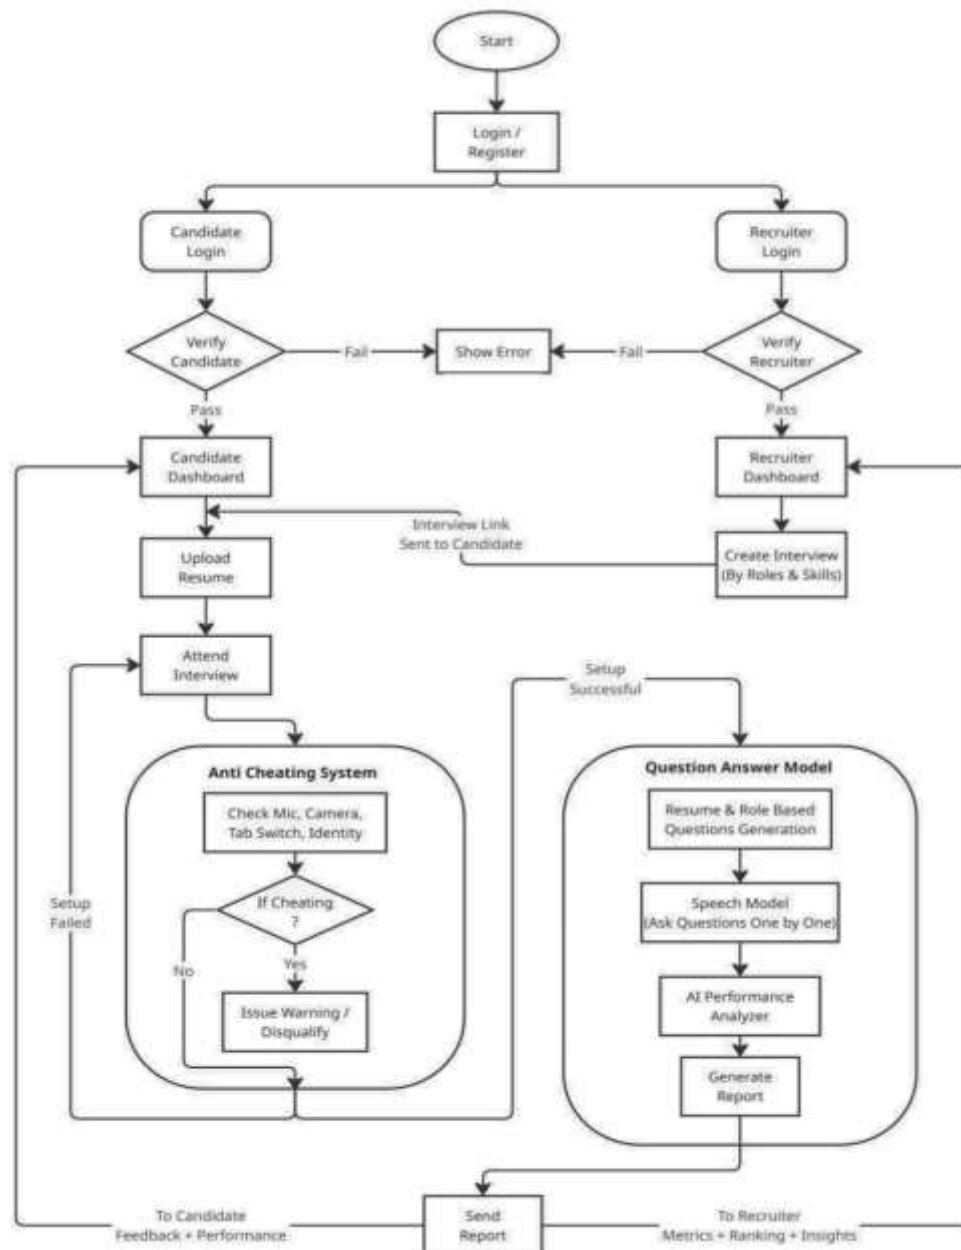 Start
Login /
Register
Candidate
Login
Recruiter
Login
Verify
Candidate
Fail
Show Error
Fail
Verify
Recruiter
Pass
Pass
Candidate
Dashboard
Recruiter
Dashboard
Interview Link
Sent to Candidate
Upload
Resume
Create Interview
(By Roles & Skills)
Attend
Interview
Setup
Successful
Anti Cheating System
Check Mic, Camera,
Tab Switch, Identity
If Cheating
?
No
Yes
Issue Warning /
Disqualify
Setup
Failed
Question Answer Model
Resume & Role Based
Questions Generation
Speech Model
(Ask Questions One by One)
AI Performance
Analyzer
Generate
Report
To Candidate
Feedback + Performance
Send
Report
To Recruiter
Metrics + Ranking + Insights